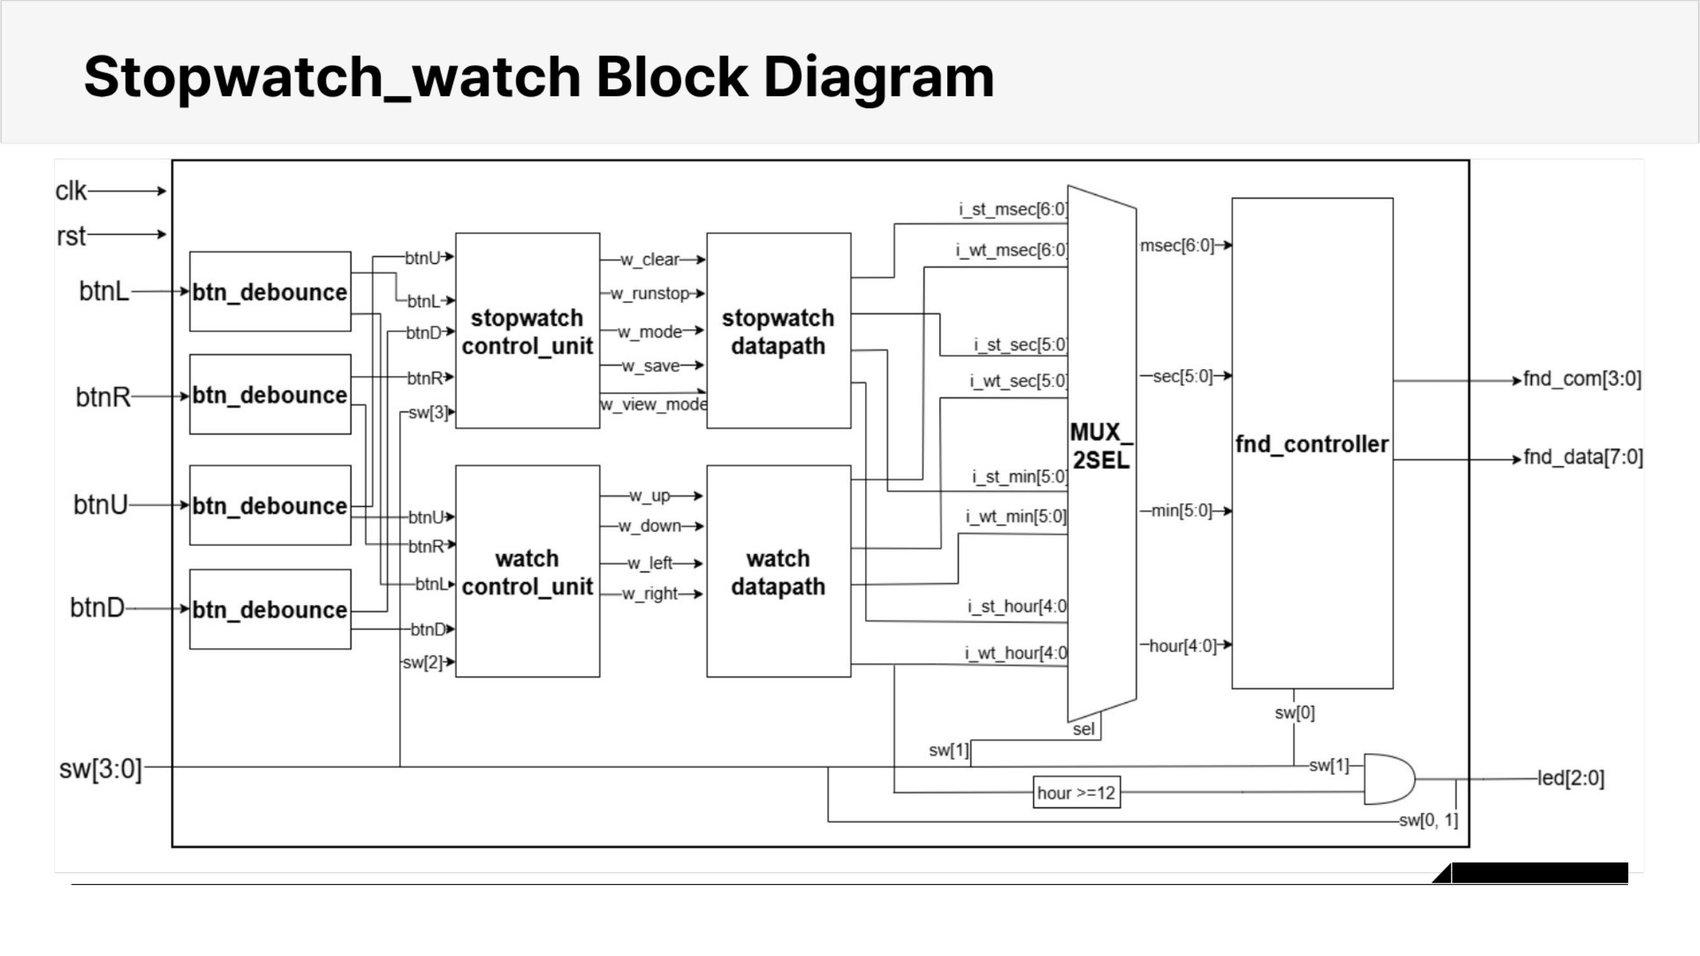 Stopwatch_watch Block Diagram
clk
rst
btnL
btnR
btnU
btnD
sw[3:0]
btn_debounce
btn_debounce
btn_debounce
btn_debounce
btnU
btnL
btnD
btnR
sw[3]
stopwatch
control_unit
w_clear
w_runstop
w_mode
w_save
w_view_mode
stopwatch
datapath
btnU
btnR
btnL
btnD
sw[2]
watch
control_unit
w_up
w_down
w_left
w_right
watch
datapath
i_st_msec[6:0]
i_wt_msec[6:0]
i_st_sec[5:0]
i_wt_sec[5:0]
i_st_min[5:0]
i_wt_min[5:0]
i_st_hour[4:0
i_wt_hour[4:0
MUX_
2SEL
sel
sw[1]
msec[6:0]
sec[5:0]
min[5:0]
hour[4:0]
fnd_controller
sw[0]
fnd_com[3:0]
fnd_data[7:0]
hour >=12
sw[1]
sw[0, 1]
led[2:0]